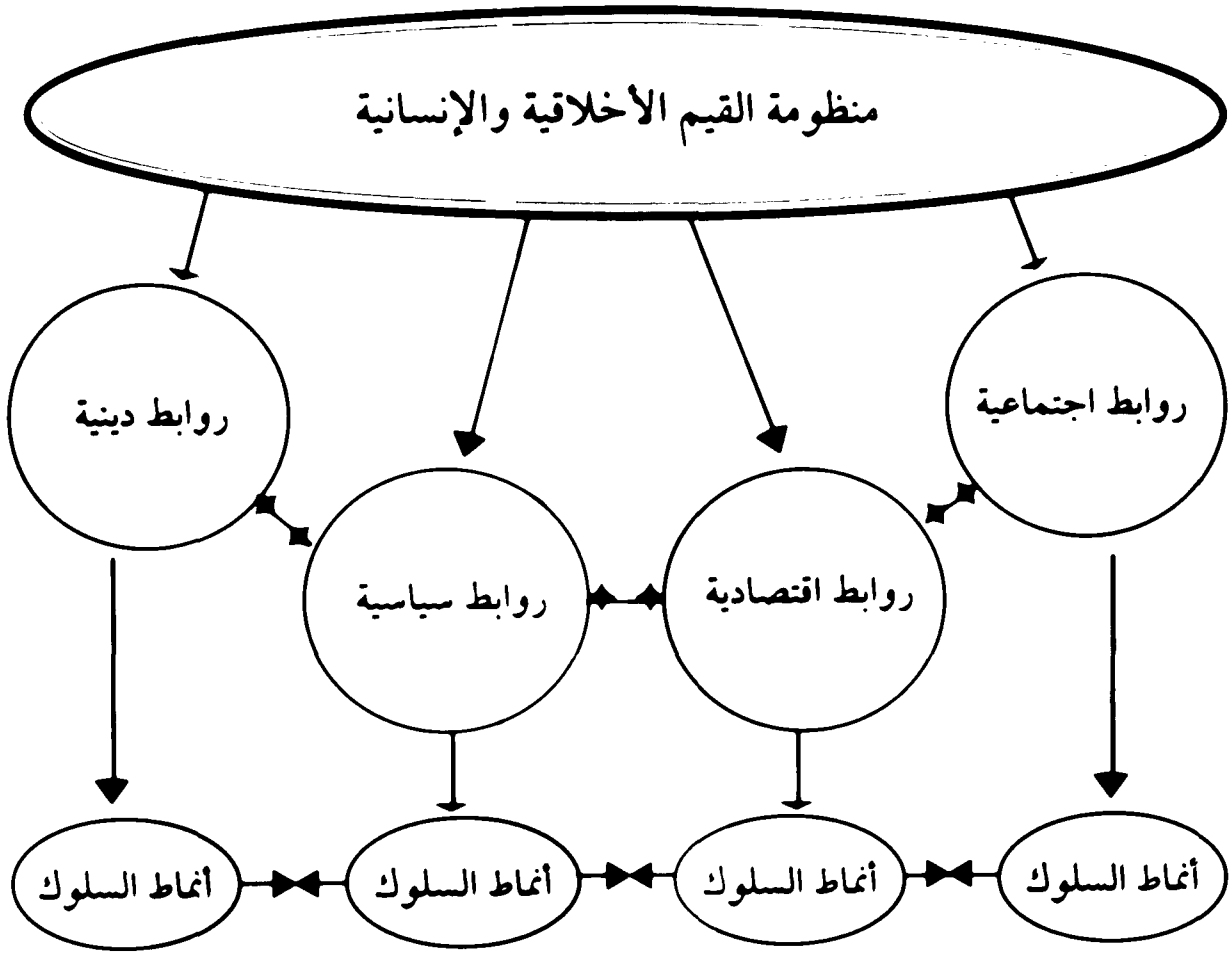 منظومة القيم الأخلاقية والإنسانية
روابط اجتماعية
روابط اقتصادية
روابط سياسية
روابط دينية
أنماط السلوك
أنماط السلوك
أنماط السلوك
أنماط السلوك